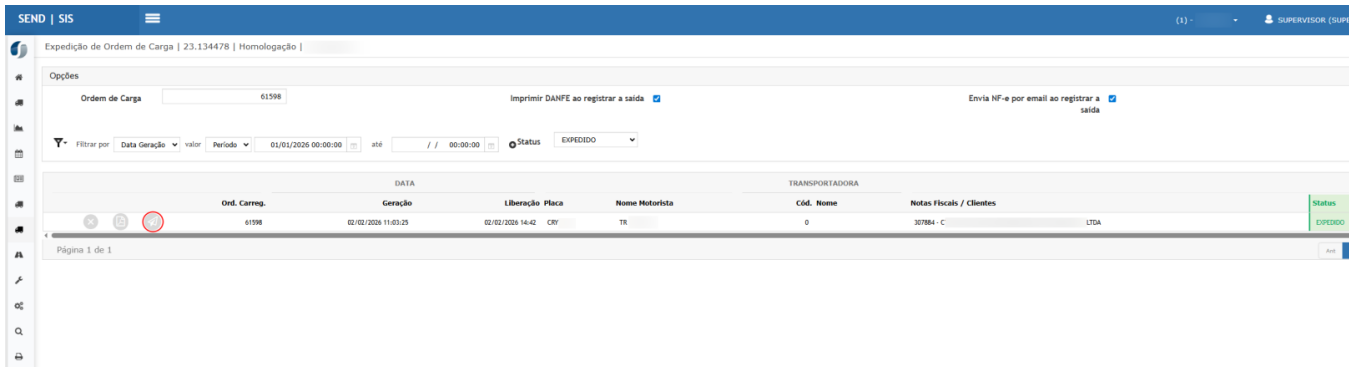 SEND | SIS
(1) -
SUPERVISOR (SUPE
Expedição de Ordem de Carga | 23.134478 | Homologação |
Opções
Ordem de Carga 61598 Imprimir DANFE ao registrar a saída Envia NF-e por email ao registrar a
saída
Filtrar por Data Geração valor Período 01/01/2026 00:00:00 até / / 00:00:00 Status EXPEDIDO
DATA TRANSPORTADORA
Ord. Carreg. Geração Liberação Placa Nome Motorista Cód. Nome Notas Fiscais / Clientes Status
61598 02/02/2026 11:03:25 02/02/2026 14:42 CRY TR 0 307884 - C LTDA EXPEDIDO
Página 1 de 1
Ant